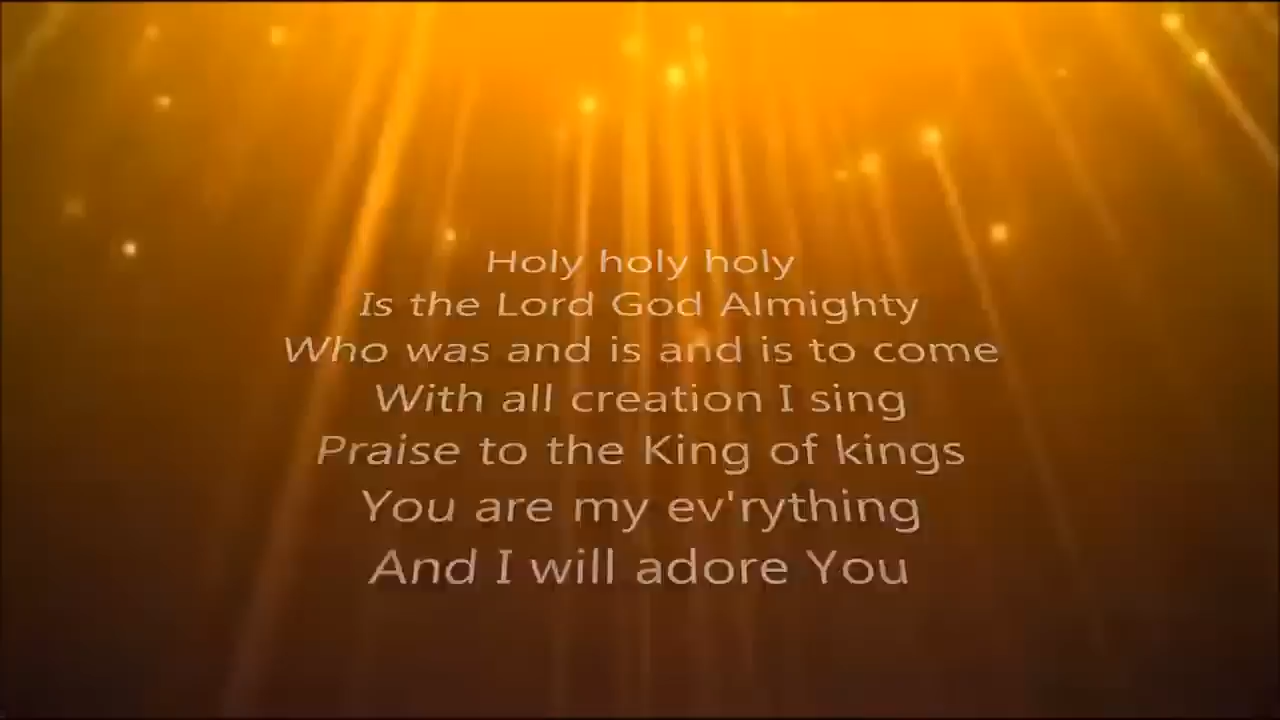 Holy holy holy
Is the Lord God Almighty
Who was and is and is to come
With all creation I sing
Praise to the King of kings
You are my ev'rything
And I will adore You